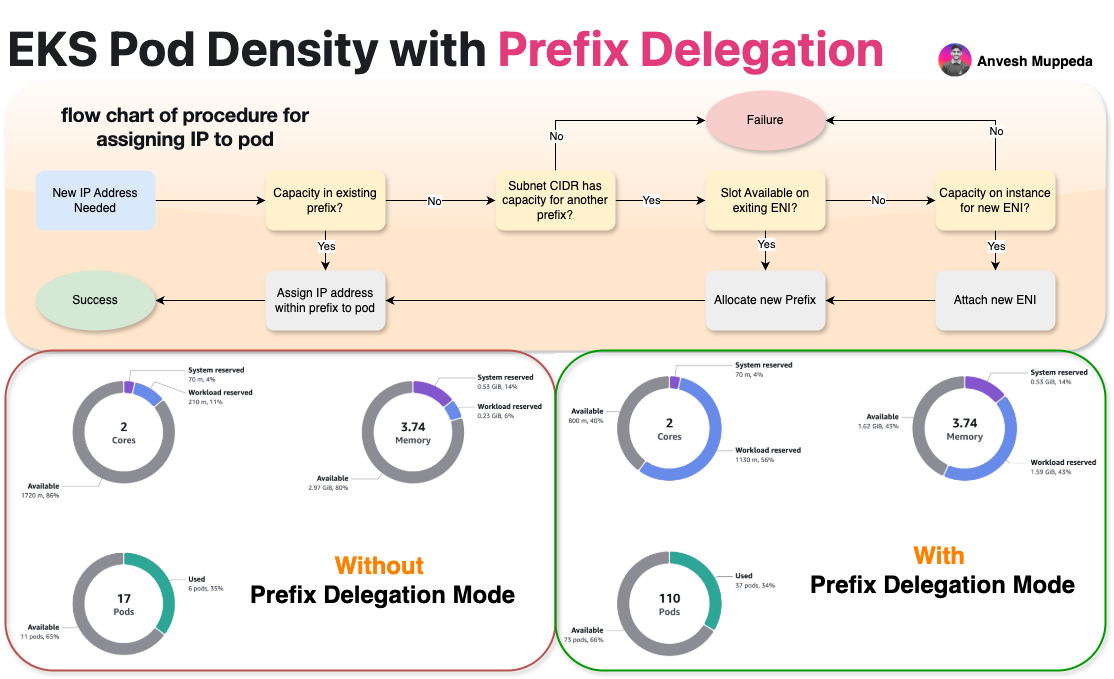 EKS Pod Density with Prefix Delegation
Anvesh Muppeda
flow chart of procedure for
assigning IP to pod
Failure
No
No
New IP Address
Needed
Capacity in existing
prefix?
No
Subnet CIDR has
capacity for another
prefix?
Yes
Slot Available on
exiting ENI?
No
Capacity on instance
for new ENI?
Yes
Yes
Yes
Success
Assign IP address
within prefix to pod
Allocate new Prefix
Attach new ENI
System reserved
70 m, 4%
Workload reserved
210 m, 11%
2
Cores
Available
1720 m, 86%
System reserved
0.53 GiB, 14%
Workload reserved
0.23 GiB, 6%
3.74
Memory
Available
2.97 GiB, 80%
Used
6 pods, 35%
17
Pods
Available
11 pods, 65%
Without
Prefix Delegation Mode
System reserved
70 m, 4%
Available
800 m, 40%
2
Cores
Workload reserved
1130 m, 56%
System reserved
0.53 GiB, 14%
Available
1.62 GiB, 43%
3.74
Memory
Workload reserved
1.59 GiB, 43%
Used
37 pods, 34%
110
Pods
Available
73 pods, 66%
With
Prefix Delegation Mode